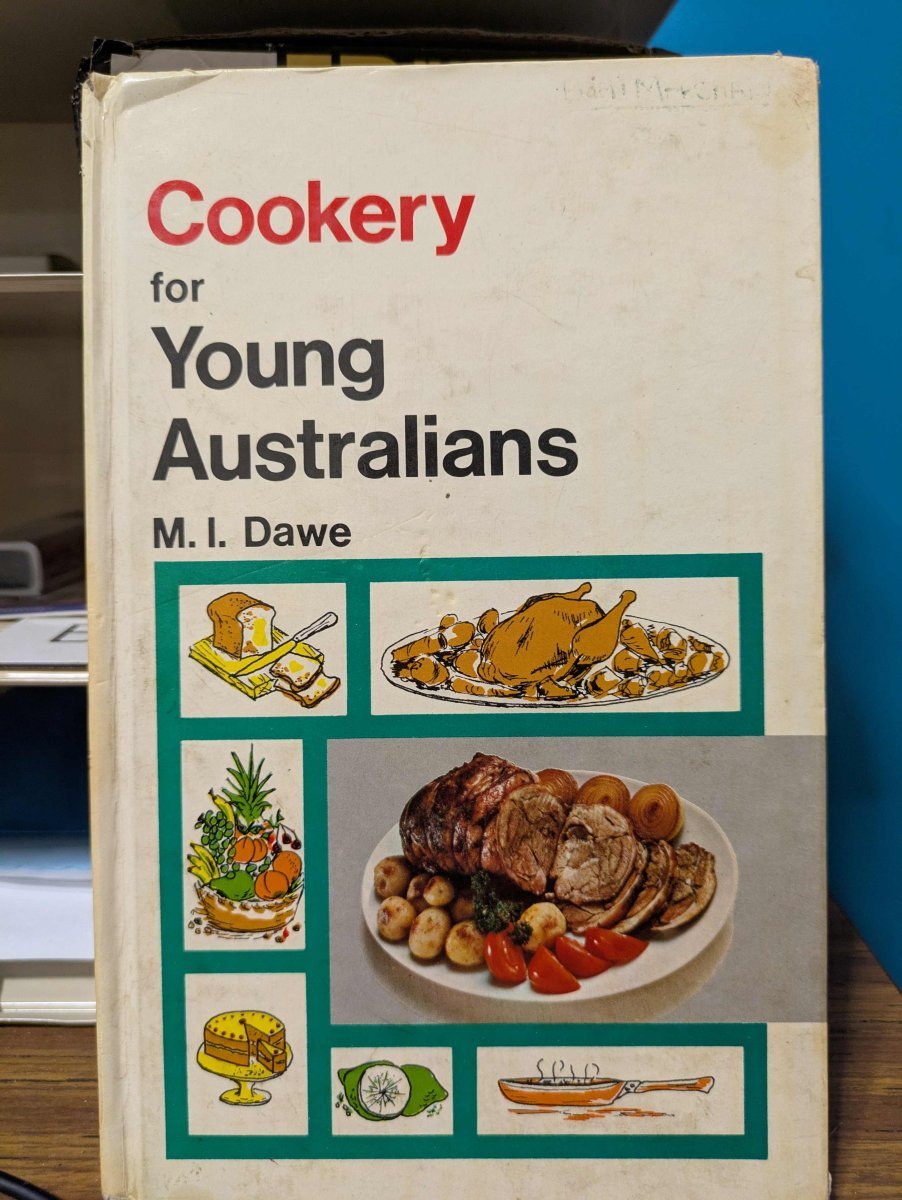 Cookery
for
Young
Australians
M. I. Dawe